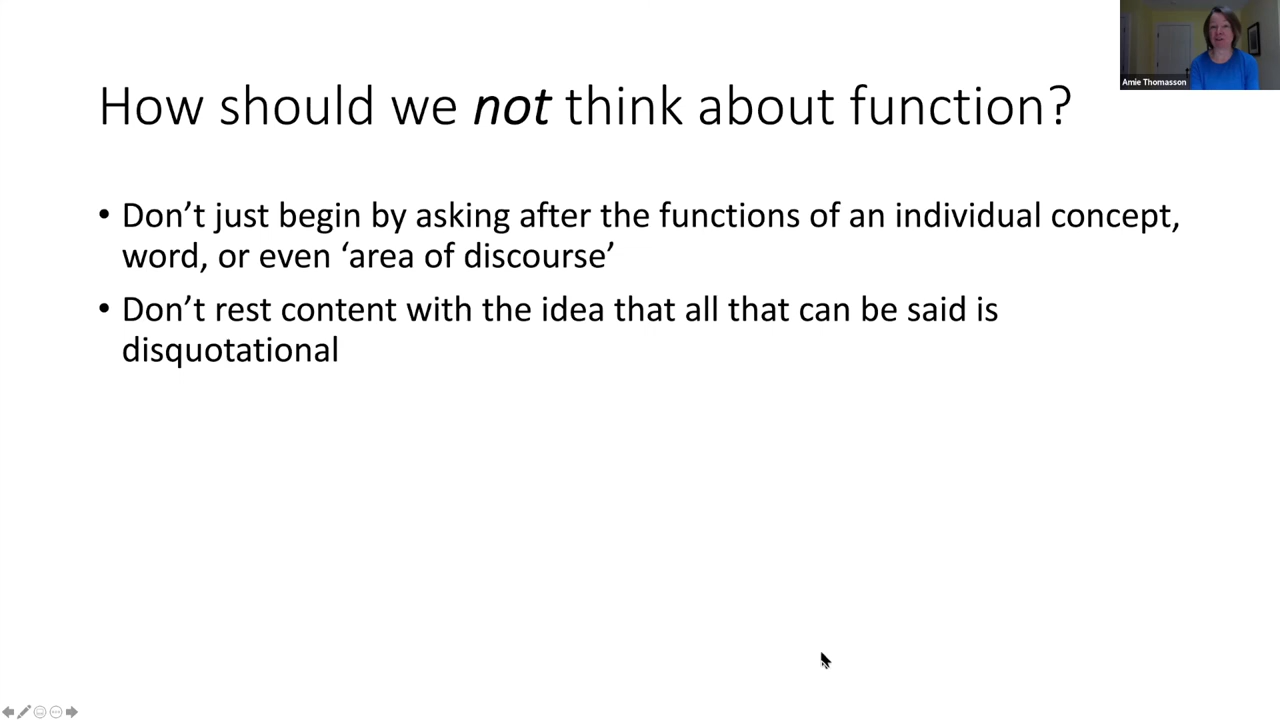 Amie Thomasson
How should we not think about function?
• Don’t just begin by asking after the functions of an individual concept,
word, or even ‘area of discourse’
• Don’t rest content with the idea that all that can be said is
disquotational